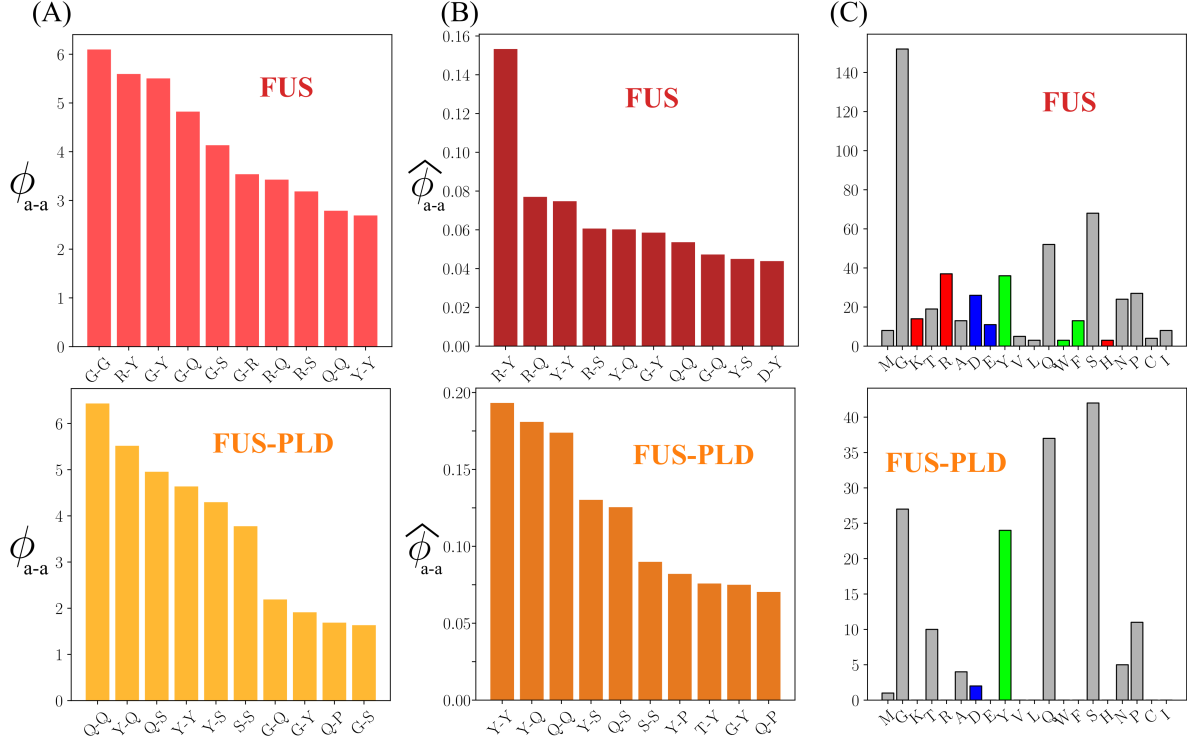 (A)
(B)
(C)
FUS
ϕ a-a
6
5
4
3
2
1
0
G-G R-Y G-Y G-Q G-S G-R R-Q R-S Q-Q Y-Y
FUS
ϕ̂ a-a
0.16
0.14
0.12
0.10
0.08
0.06
0.04
0.02
0.00
R-Y R-Q Y-Y R-S Y-Q G-Y Q-Q G-Q Y-S D-Y
FUS
140
120
100
80
60
40
20
0
M G K T R A D E Y V L Q W F S H N P C I
FUS-PLD
ϕ a-a
6
5
4
3
2
1
0
Q-Q Y-Q Q-S Y-Y Y-S S-S G-Q G-Y Q-P G-S
FUS-PLD
ϕ̂ a-a
0.20
0.15
0.10
0.05
0.00
Y-Y Y-Q Q-Q Y-S Q-S S-S Y-P T-Y G-Y Q-P
FUS-PLD
40
35
30
25
20
15
10
5
0
M G K T R A D E Y V L Q W F S H N P C I